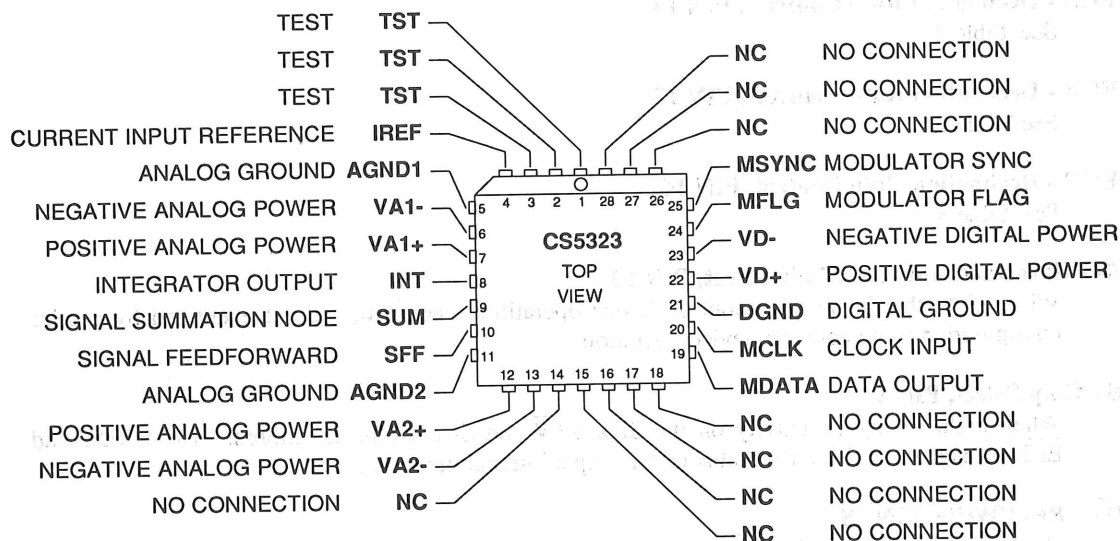 TEST TST
TEST TST
TEST TST
CURRENT INPUT REFERENCE IREF
ANALOG GROUND AGND1
NEGATIVE ANALOG POWER VA1-
POSITIVE ANALOG POWER VA1+
INTEGRATOR OUTPUT INT
SIGNAL SUMMATION NODE SUM
SIGNAL FEEDFORWARD SFF
ANALOG GROUND AGND2
POSITIVE ANALOG POWER VA2+
NEGATIVE ANALOG POWER VA2-
NO CONNECTION NC
4 3 2 1 28 27 26
5
6
7
8
9
10
11
CS5323
TOP
VIEW
25
24
23
22
21
20
19
12 13 14 15 16 17 18
NC NO CONNECTION
NC NO CONNECTION
NC NO CONNECTION
MSYNC MODULATOR SYNC
MFLG MODULATOR FLAG
VD- NEGATIVE DIGITAL POWER
VD+ POSITIVE DIGITAL POWER
DGND DIGITAL GROUND
MCLK CLOCK INPUT
MDATA DATA OUTPUT
NC NO CONNECTION
NC NO CONNECTION
NC NO CONNECTION
NC NO CONNECTION